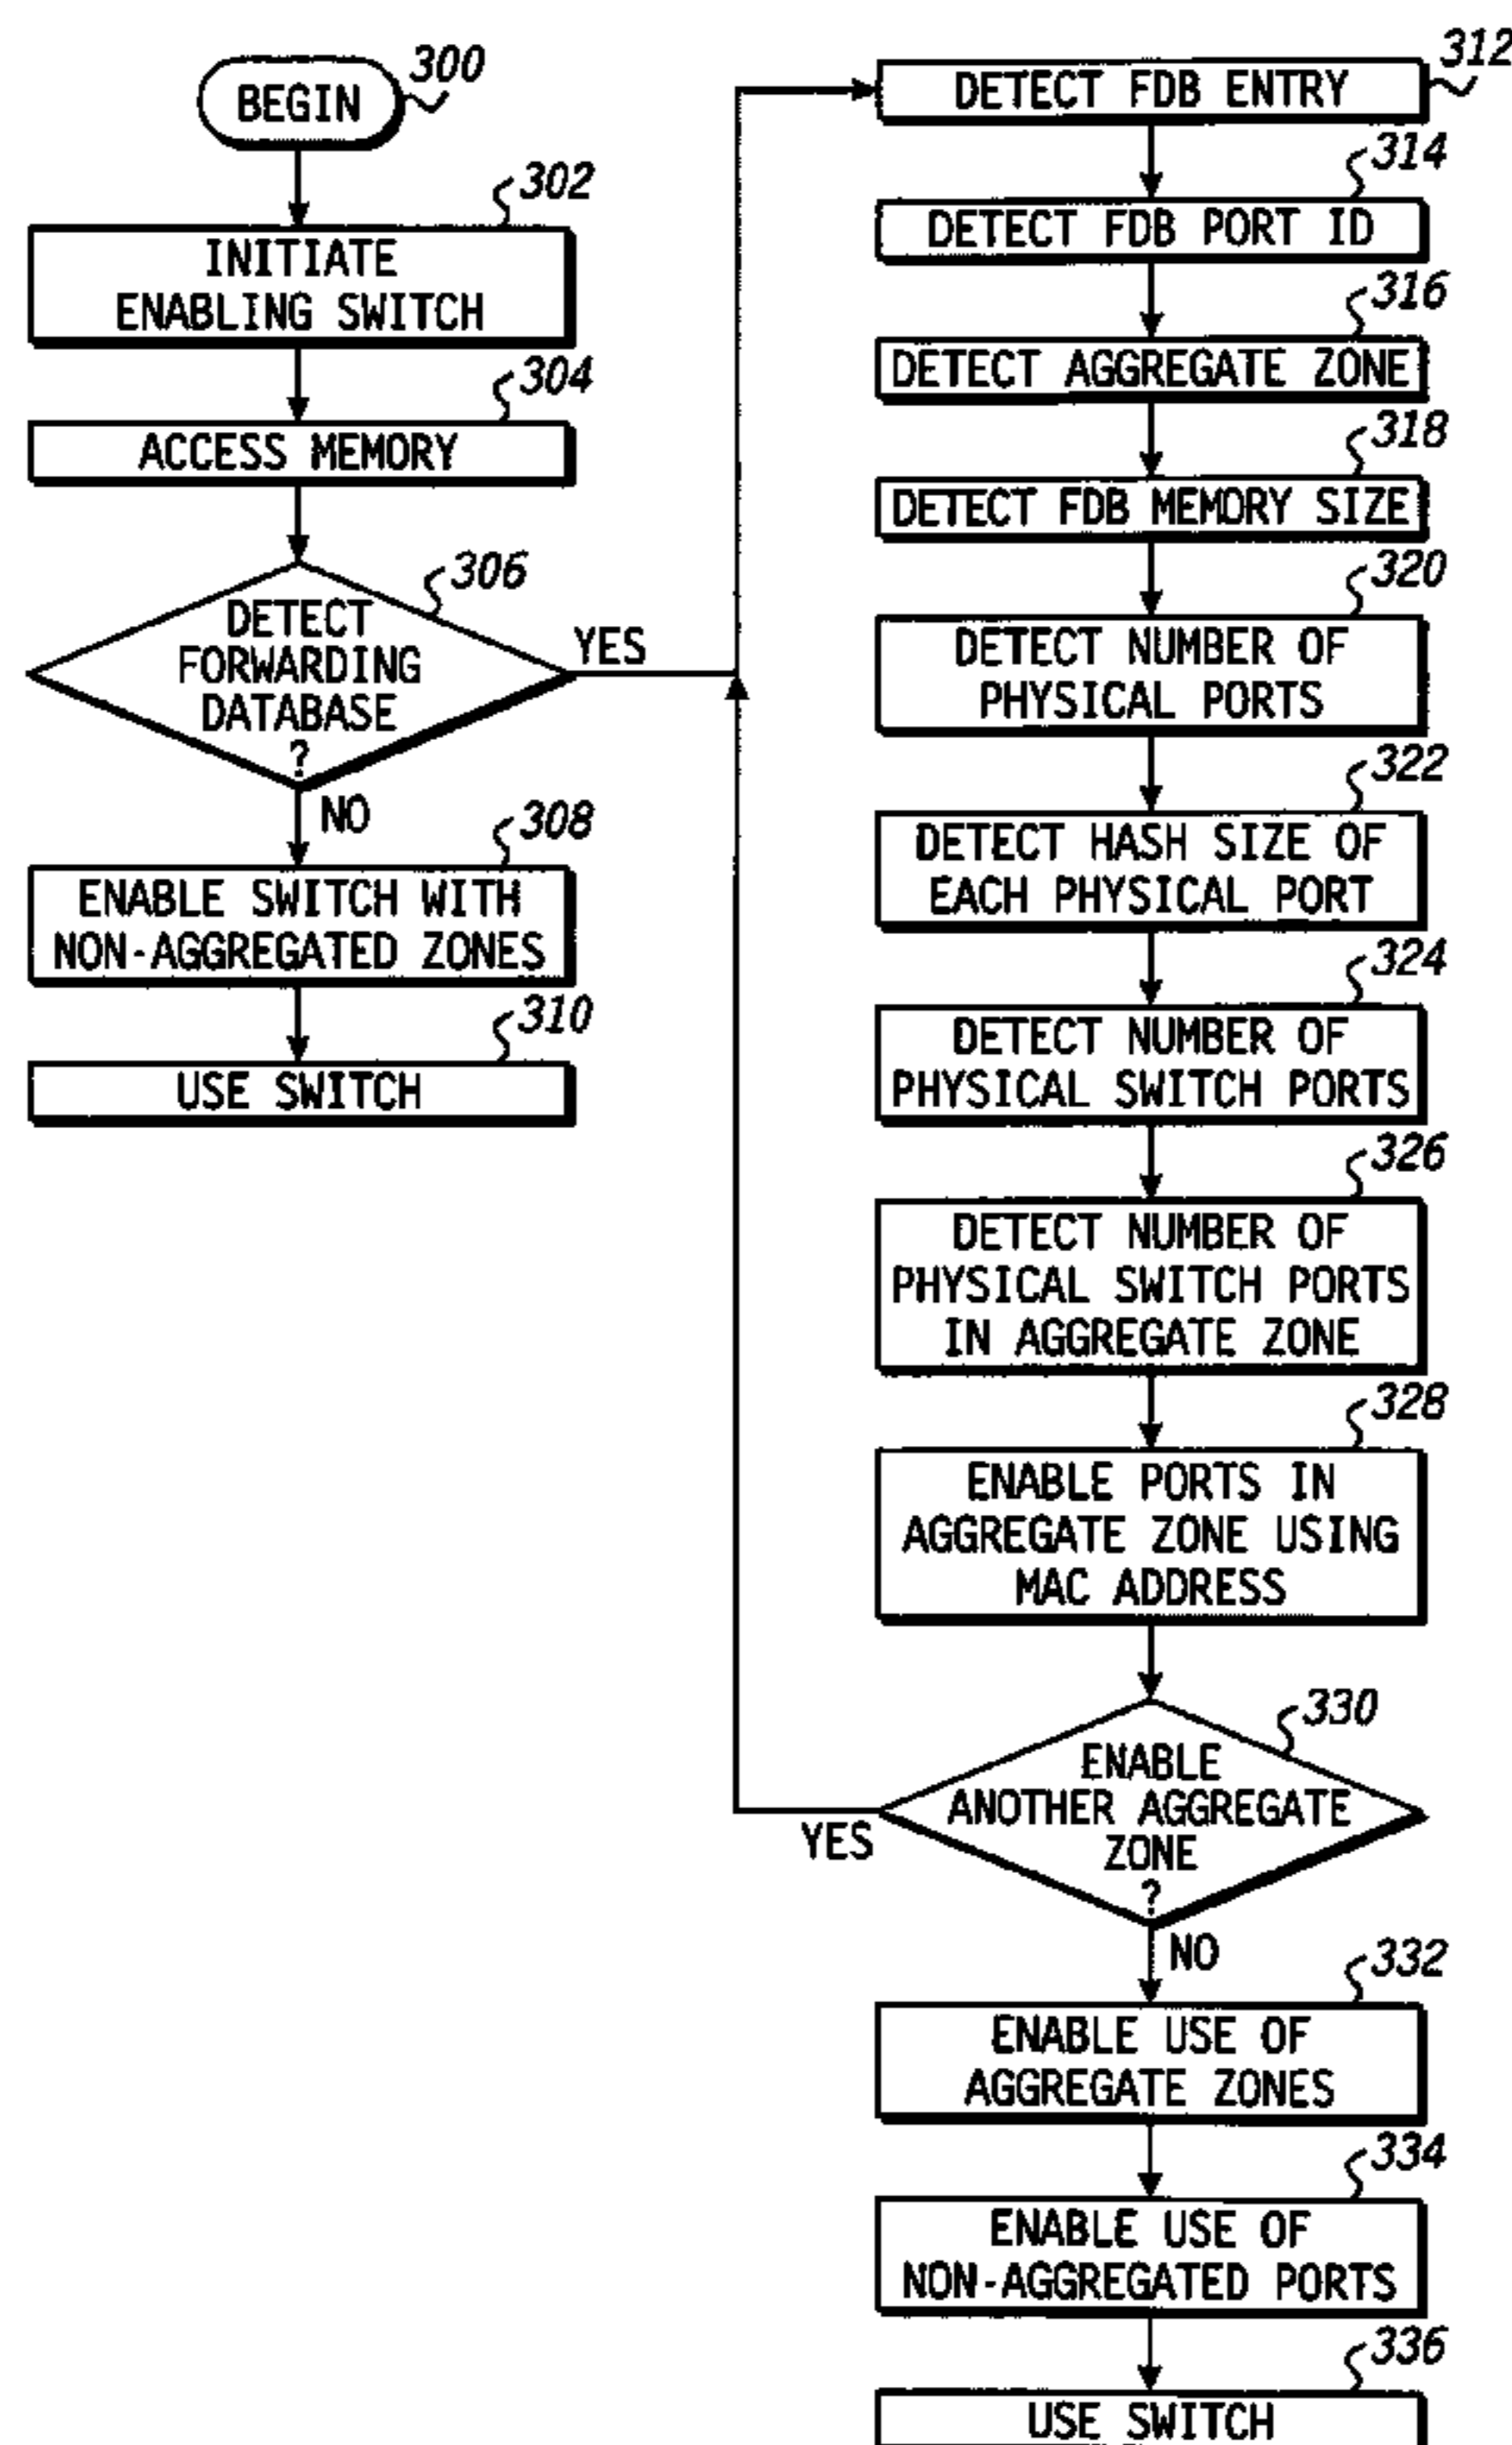 BEGIN
300
302
INITIATE
ENABLING SWITCH
304
ACCESS MEMORY
306
DETECT
FORWARDING
DATABASE
?
YES
NO
308
ENABLE SWITCH WITH
NON-AGGREGATED ZONES
310
USE SWITCH
312
DETECT FDB ENTRY
314
DETECT FDB PORT ID
316
DETECT AGGREGATE ZONE
318
DETECT FDB MEMORY SIZE
320
DETECT NUMBER OF
PHYSICAL PORTS
322
DETECT HASH SIZE OF
EACH PHYSICAL PORT
324
DETECT NUMBER OF
PHYSICAL SWITCH PORTS
326
DETECT NUMBER OF
PHYSICAL SWITCH PORTS
IN AGGREGATE ZONE
328
ENABLE PORTS IN
AGGREGATE ZONE USING
MAC ADDRESS
330
ENABLE
ANOTHER AGGREGATE
ZONE
?
YES
NO
332
ENABLE USE OF
AGGREGATE ZONES
334
ENABLE USE OF
NON-AGGREGATED PORTS
336
USE SWITCH